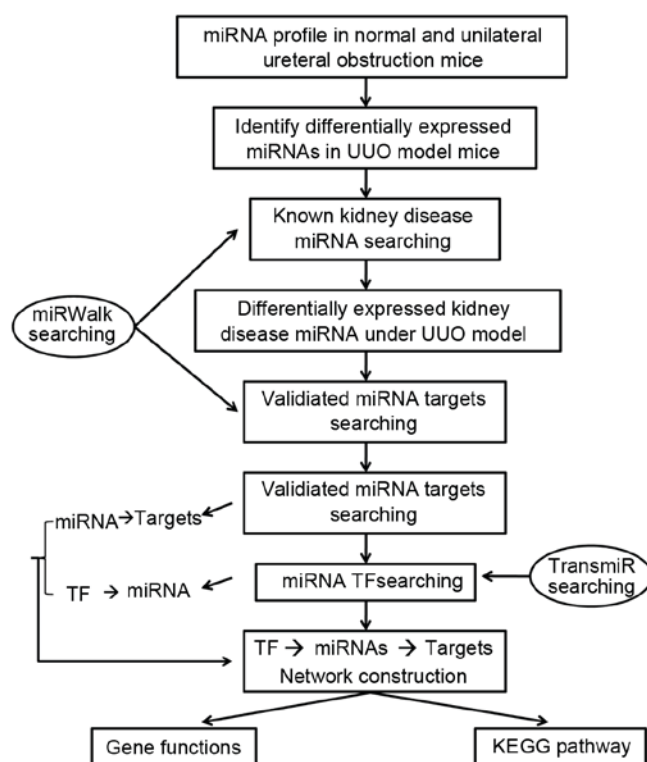 miRNA profile in normal and unilateral
ureteral obstruction mice
Identify differentially expressed
miRNAs in UUO model mice
Known kidney disease
miRNA searching
miRWalk
searching
Differentially expressed kidney
disease miRNA under UUO model
Validiated miRNA targets
searching
Validiated miRNA targets
searching
miRNA→Targets
TF → miRNA
miRNA TFsearching
TransmiR
searching
TF → miRNAs → Targets
Network construction
Gene functions
KEGG pathway